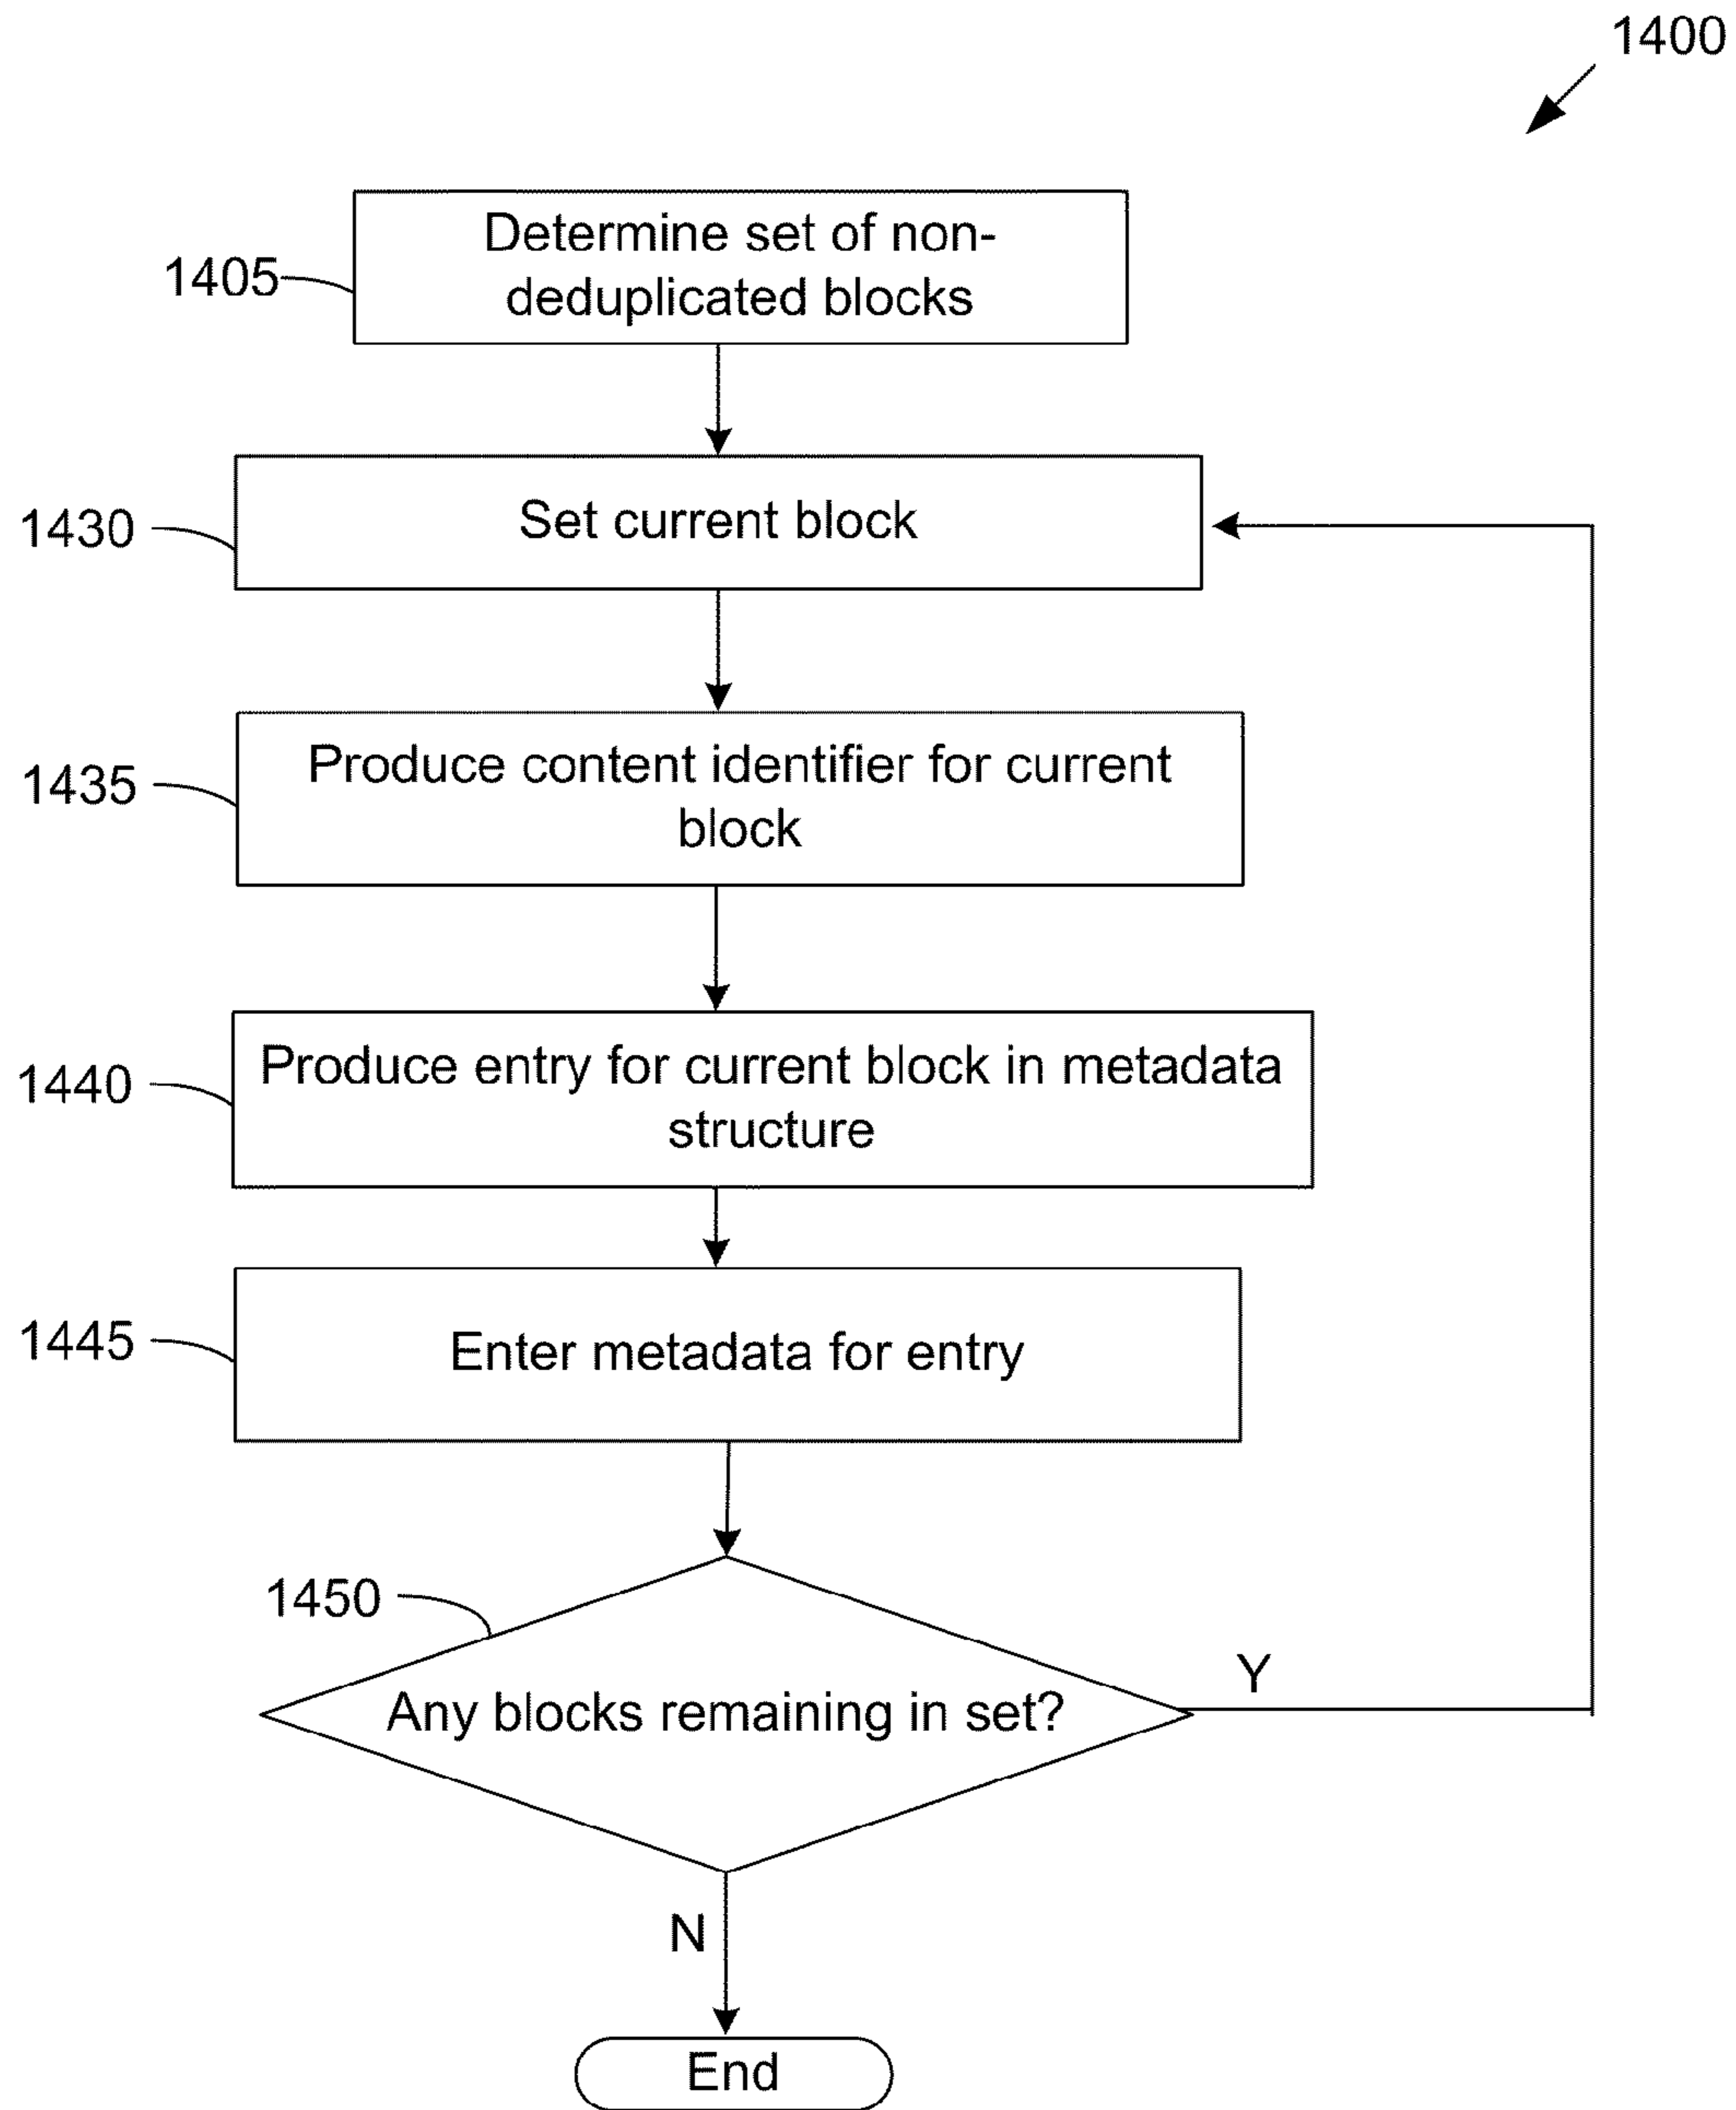 1400
Determine set of non-
deduplicated blocks
1405
Set current block
1430
Produce content identifier for current
block
1435
Produce entry for current block in metadata
structure
1440
Enter metadata for entry
1445
1450
Any blocks remaining in set?
Y
N
End